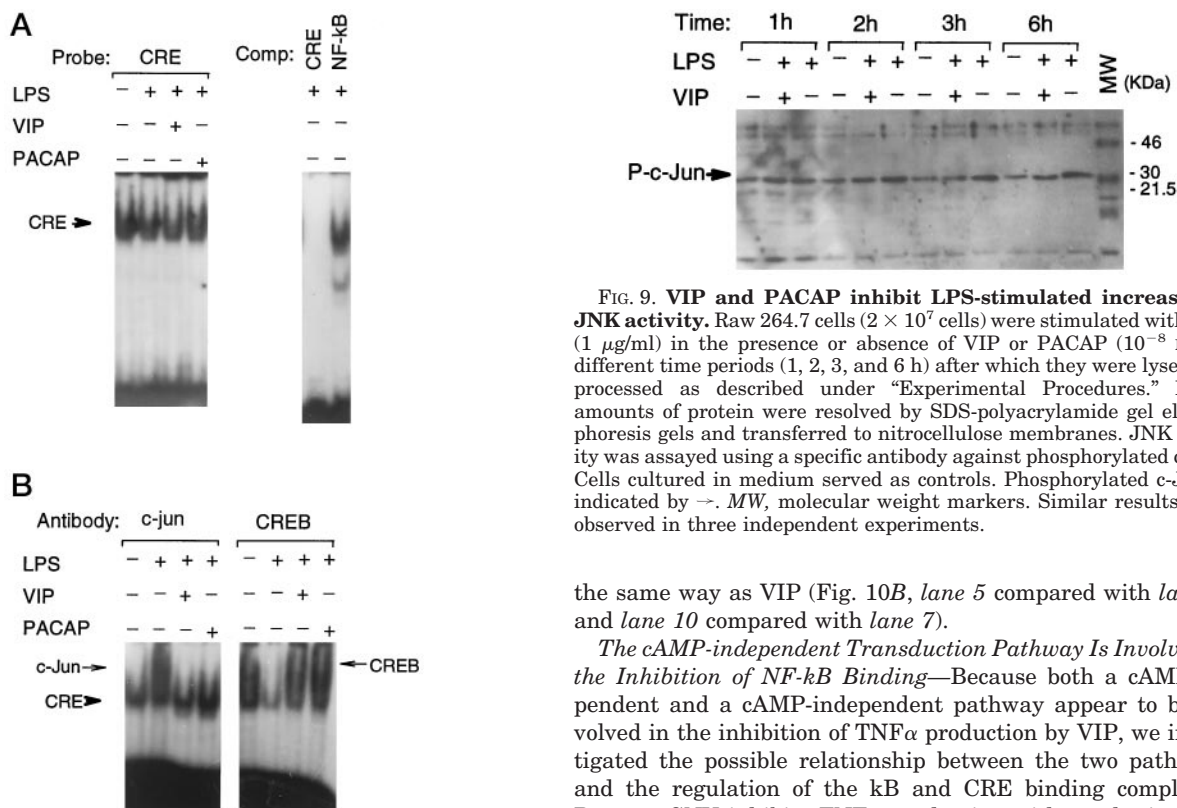 A
Probe: CRE
LPS - + + +
VIP - - + -
PACAP - - - +
CRE
Comp: CRE NF-kB
+ +
- -
- -
B
Antibody: c-jun CREB
LPS - + + + - + + +
VIP - - + - - - + -
PACAP - - - + - - - +
c-Jun
CRE
CREB
Time: 1h 2h 3h 6h
LPS - + + - + + - + + - + + MW (KDa)
VIP - + - - + - - + - - + -
P-c-Jun
- 46
- 30
- 21.5
FIG. 9. VIP and PACAP inhibit LPS-stimulated increas
JNK activity. Raw 264.7 cells (2 × 10⁷ cells) were stimulated with
(1 μg/ml) in the presence or absence of VIP or PACAP (10⁻⁸
different time periods (1, 2, 3, and 6 h) after which they were lyse
processed as described under “Experimental Procedures.”
amounts of protein were resolved by SDS-polyacrylamide gel el
phoresis gels and transferred to nitrocellulose membranes. JNK
ity was assayed using a specific antibody against phosphorylated
Cells cultured in medium served as controls. Phosphorylated c-J
indicated by →. MW, molecular weight markers. Similar results
observed in three independent experiments.
the same way as VIP (Fig. 10B, lane 5 compared with la
and lane 10 compared with lane 7).
The cAMP-independent Transduction Pathway Is Involv
the Inhibition of NF-kB Binding—Because both a cAM
pendent and a cAMP-independent pathway appear to b
volved in the inhibition of TNFα production by VIP, we in
tigated the possible relationship between the two path
and the regulation of the kB and CRE binding compl